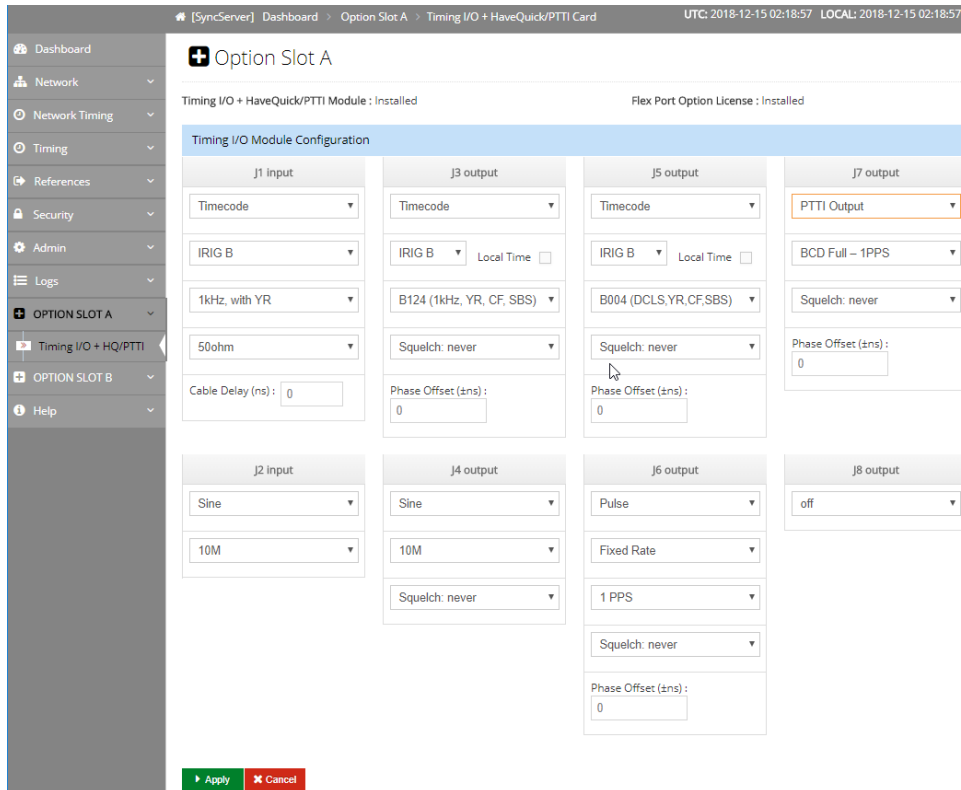 [SyncServer] Dashboard > Option Slot A > Timing I/O + HaveQuick/PTTI Card
UTC: 2018-12-15 02:18:57 LOCAL: 2018-12-15 02:18:57
Dashboard
Network
Network Timing
Timing
References
Security
Admin
Logs
OPTION SLOT A
Timing I/O + HQ/PTTI
OPTION SLOT B
Help
Option Slot A
Timing I/O + HaveQuick/PTTI Module : Installed
Flex Port Option License : Installed
Timing I/O Module Configuration
J1 input
Timecode
IRIG B
1kHz, with YR
50ohm
Cable Delay (ns) : 0
J3 output
Timecode
IRIG B Local Time
B124 (1kHz, YR, CF, SBS)
Squelch: never
Phase Offset (±ns) :
0
J5 output
Timecode
IRIG B Local Time
B004 (DCLS,YR,CF,SBS)
Squelch: never
Phase Offset (±ns) :
0
J7 output
PTTI Output
BCD Full – 1PPS
Squelch: never
Phase Offset (±ns) :
0
J2 input
Sine
10M
J4 output
Sine
10M
Squelch: never
J6 output
Pulse
Fixed Rate
1 PPS
Squelch: never
Phase Offset (±ns) :
0
J8 output
off
Apply
Cancel